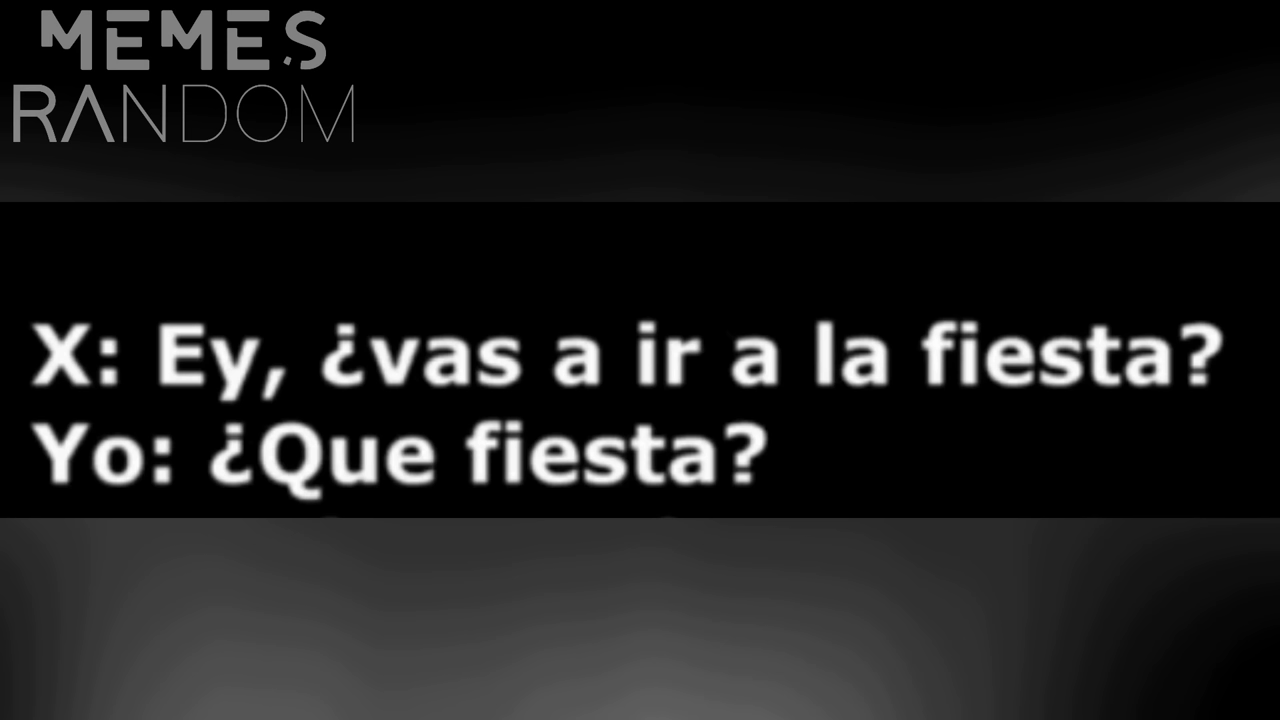 MEMES
RANDOM
X: Ey, ¿vas a ir a la fiesta?
Yo: ¿Que fiesta?